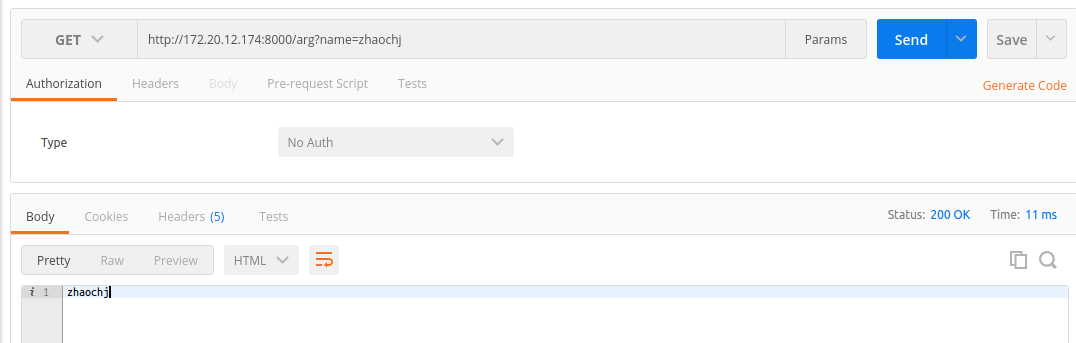 GET http://172.20.12.174:8000/arg?name=zhaochj Params Send Save
Authorization Headers Body Pre-request Script Tests Generate Code
Type No Auth
Body Cookies Headers (5) Tests Status: 200 OK Time: 11 ms
Pretty Raw Preview HTML
i 1 zhaochj